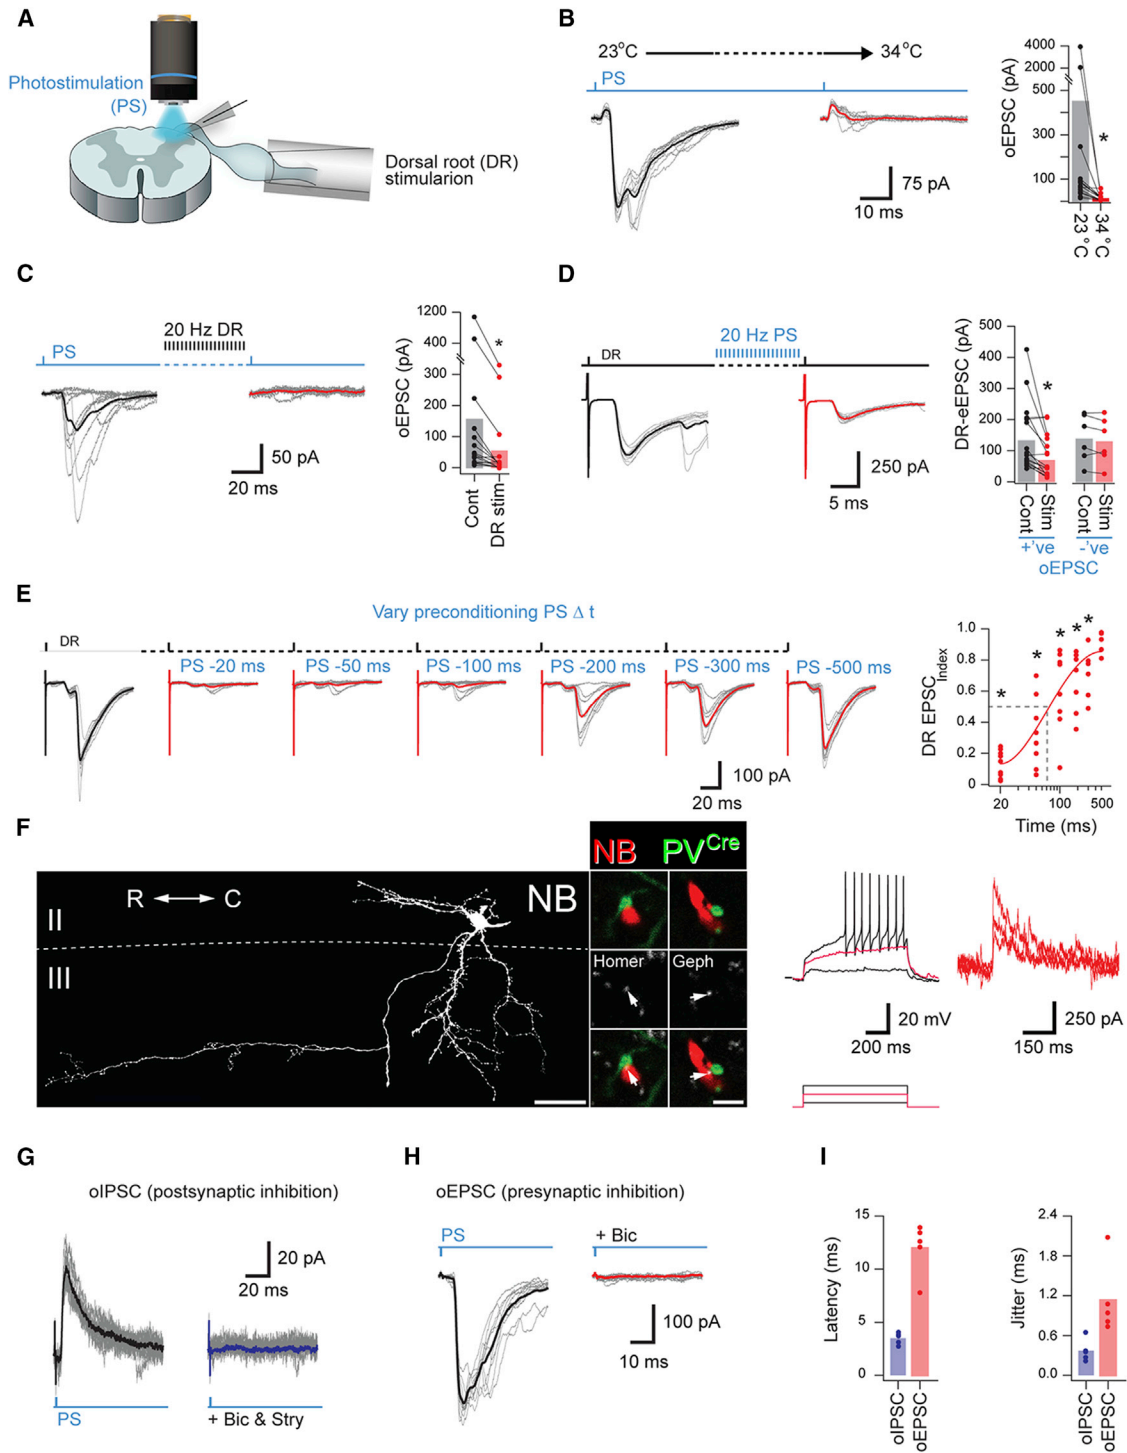 A
Photostimulation
(PS)
Dorsal root (DR)
stimularion
B
23°C
34°C
PS
75 pA
10 ms
oEPSC (pA)
4000
2000
500
300
100
23 °C
34 °C
*
C
PS
20 Hz DR
50 pA
20 ms
oEPSC (pA)
1200
400
300
200
100
0
*
Cont
DR stim
D
DR
20 Hz PS
250 pA
5 ms
DR-eEPSC (pA)
500
400
300
200
100
0
*
Cont
Stim
Cont
Stim
+'ve
-'ve
oEPSC
E
Vary preconditioning PS Δ t
DR
PS -20 ms
PS -50 ms
PS -100 ms
PS -200 ms
PS -300 ms
PS -500 ms
100 pA
20 ms
DR EPSC Index
1.0
0.8
0.6
0.4
0.2
0
* * * * *
20
100
500
Time (ms)
F
R
C
NB
II
III
NB
PVCre
Homer
Geph
20 mV
200 ms
250 pA
150 ms
G
oIPSC (postsynaptic inhibition)
20 pA
20 ms
PS
+ Bic & Stry
H
oEPSC (presynaptic inhibition)
PS
+ Bic
100 pA
10 ms
I
Latency (ms)
15
10
5
0
oIPSC
oEPSC
Jitter (ms)
2.4
1.8
1.2
0.6
0.0
oIPSC
oEPSC